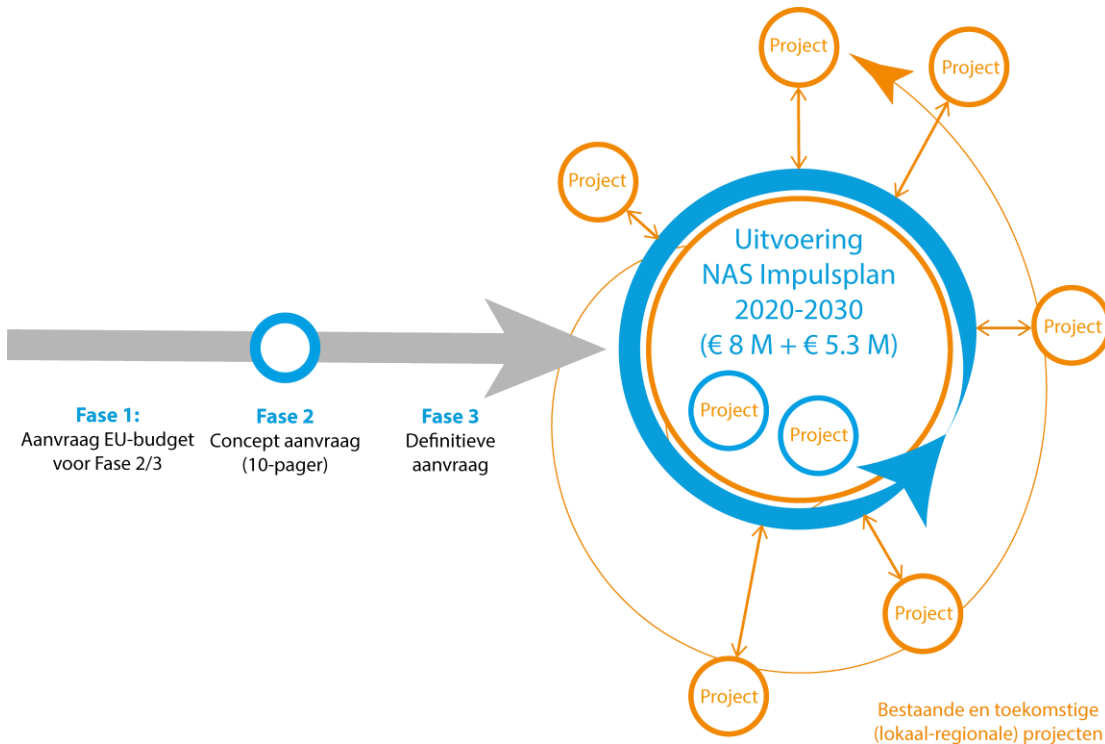 Project
Project
Project
Uitvoering
NAS Impulsplan
2020-2030
(€ 8 M + € 5.3 M)
Project
Project
Project
Fase 1:
Aanvraag EU-budget
voor Fase 2/3
Fase 2
Concept aanvraag
(10-pager)
Fase 3
Definitieve
aanvraag
Project
Project
Bestaande en toekomstige
(lokaal-regionale) projecten